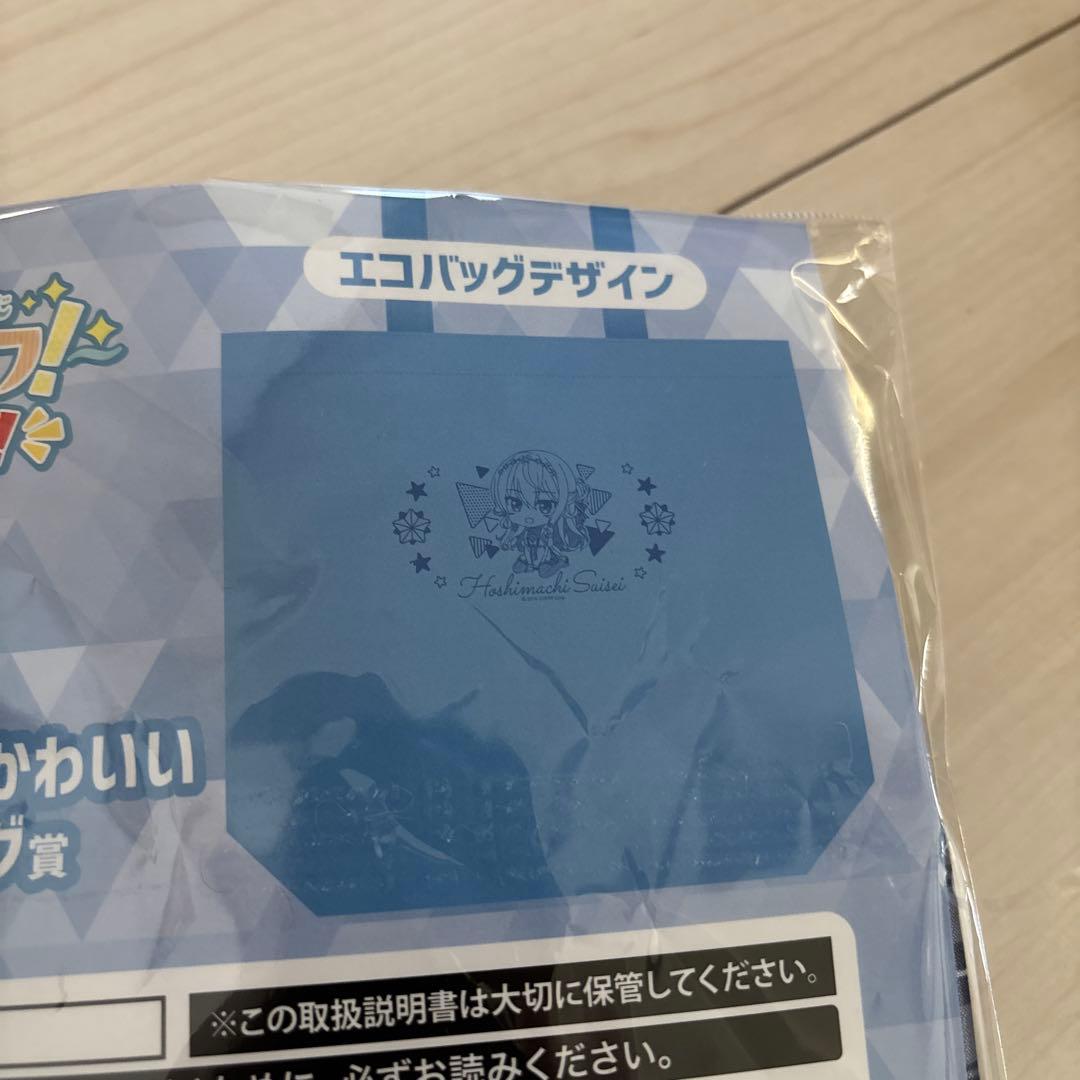 エコバッグデザイン
フ!
Hoshimachi Suisei
かわいい
グ賞
※この取扱説明書は大切に保管してください。
必ずお読みください。